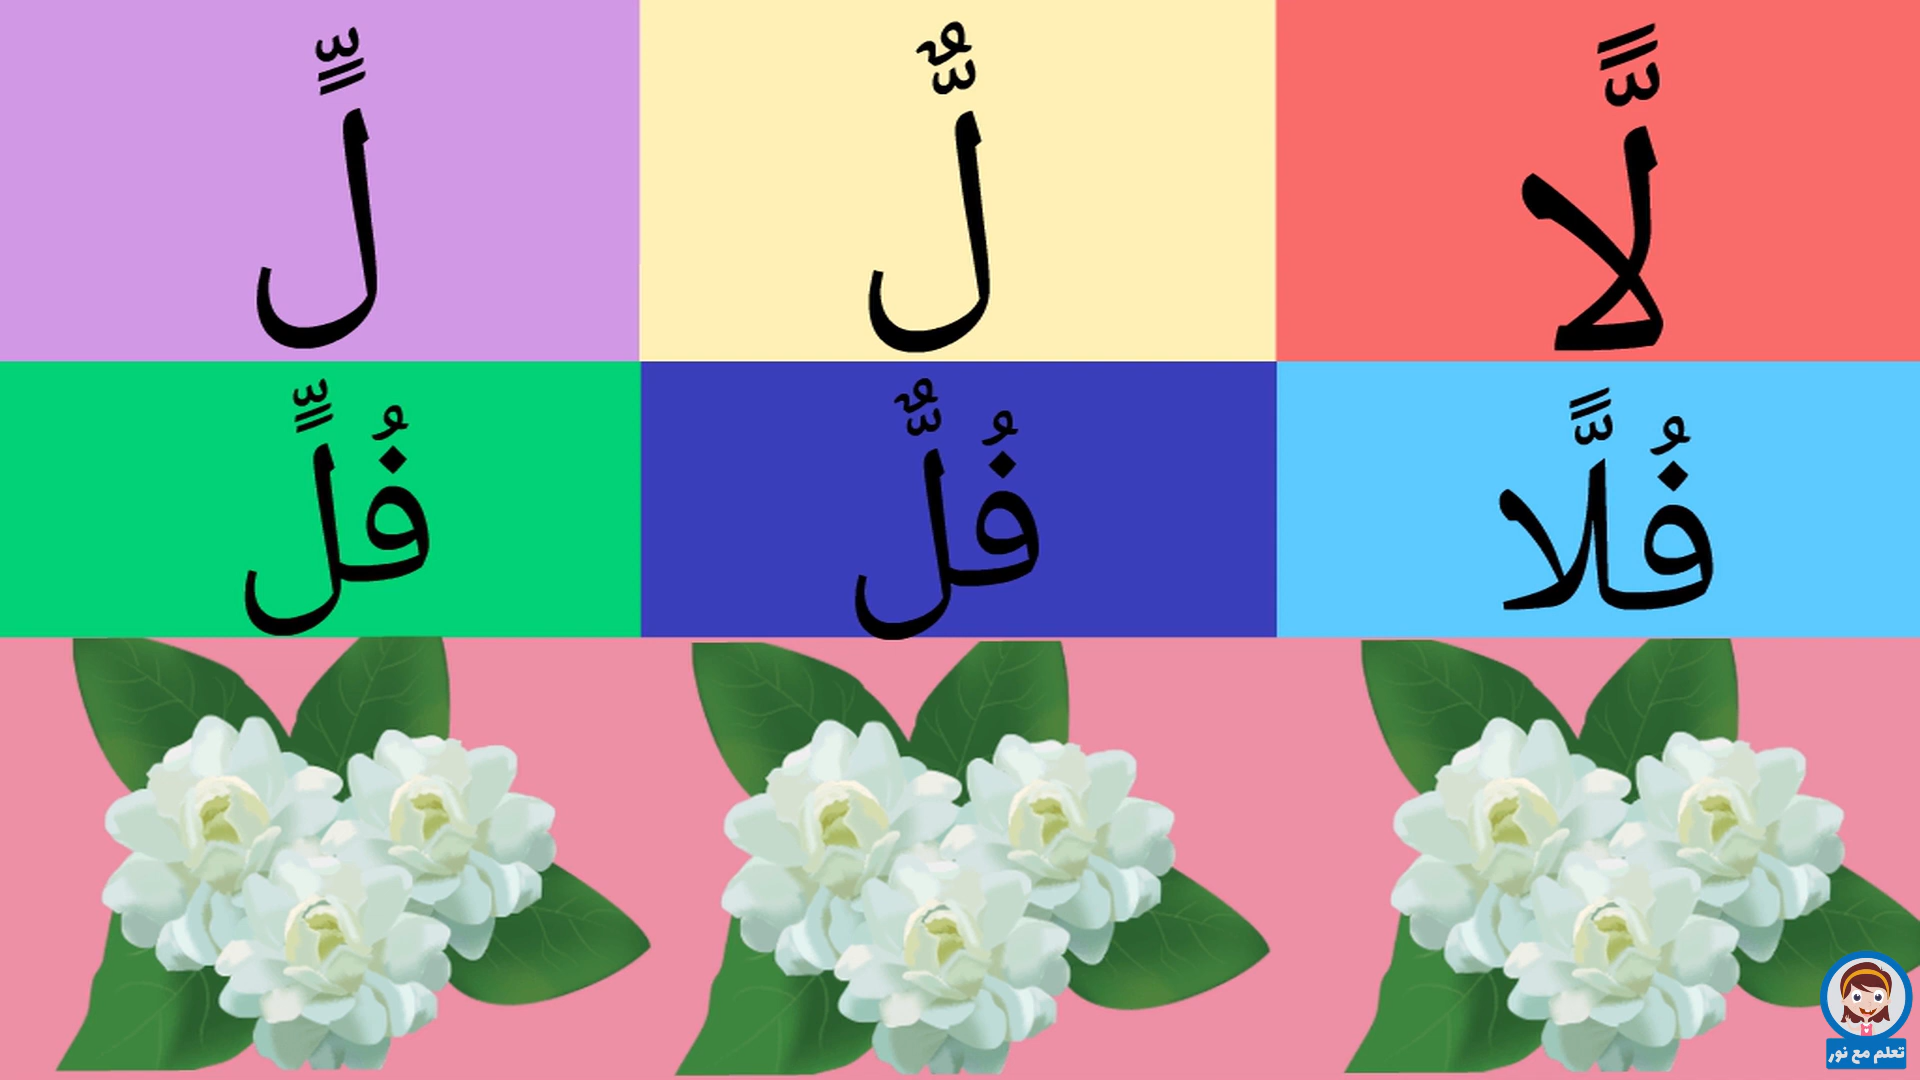 لًّا لٌّ لٍّ
فُلًّا فُلٌّ فُلٍّ
تعلم مع نور